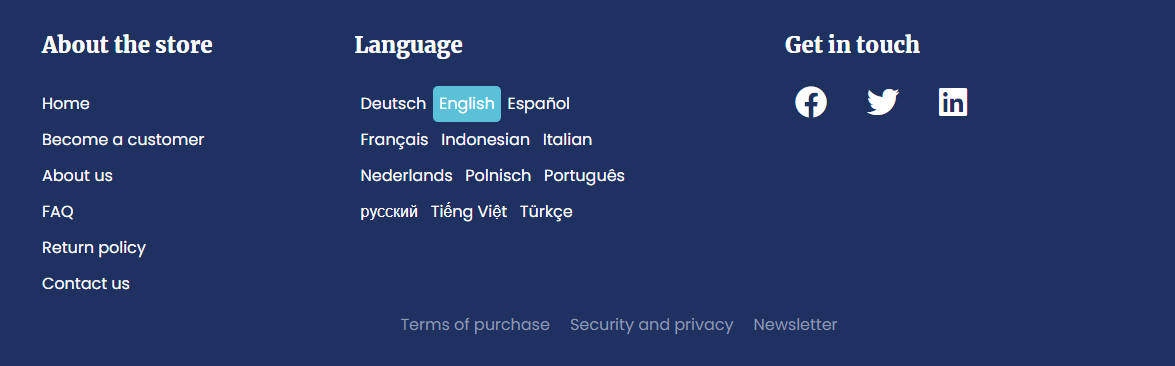 About the store
Home
Become a customer
About us
FAQ
Return policy
Contact us
Language
Deutsch English Español
Français Indonesian Italian
Nederlands Polnisch Português
русский Tiếng Việt Türkçe
Get in touch
Terms of purchase Security and privacy Newsletter